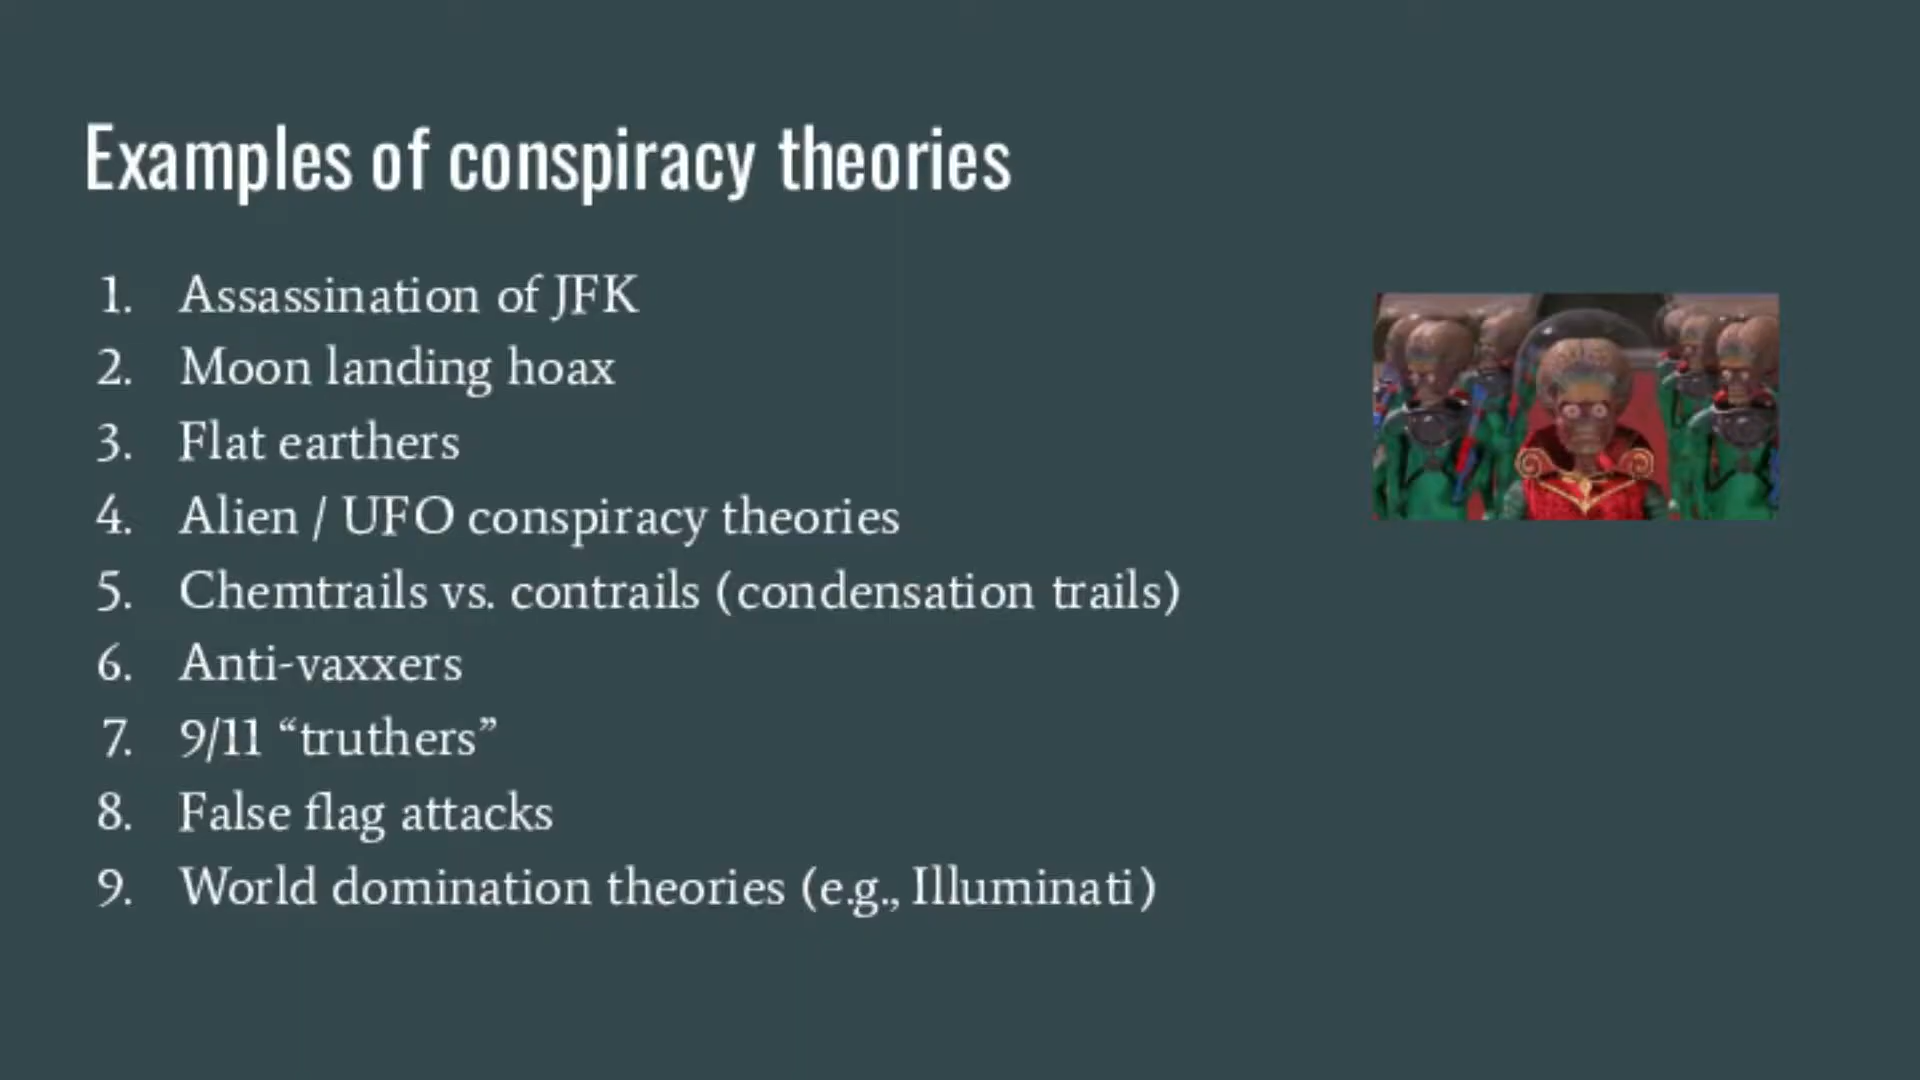 Examples of conspiracy theories
1. Assassination of JFK
2. Moon landing hoax
3. Flat earthers
4. Alien / UFO conspiracy theories
5. Chemtrails vs. contrails (condensation trails)
6. Anti-vaxxers
7. 9/11 “truthers”
8. False flag attacks
9. World domination theories (e.g., Illuminati)